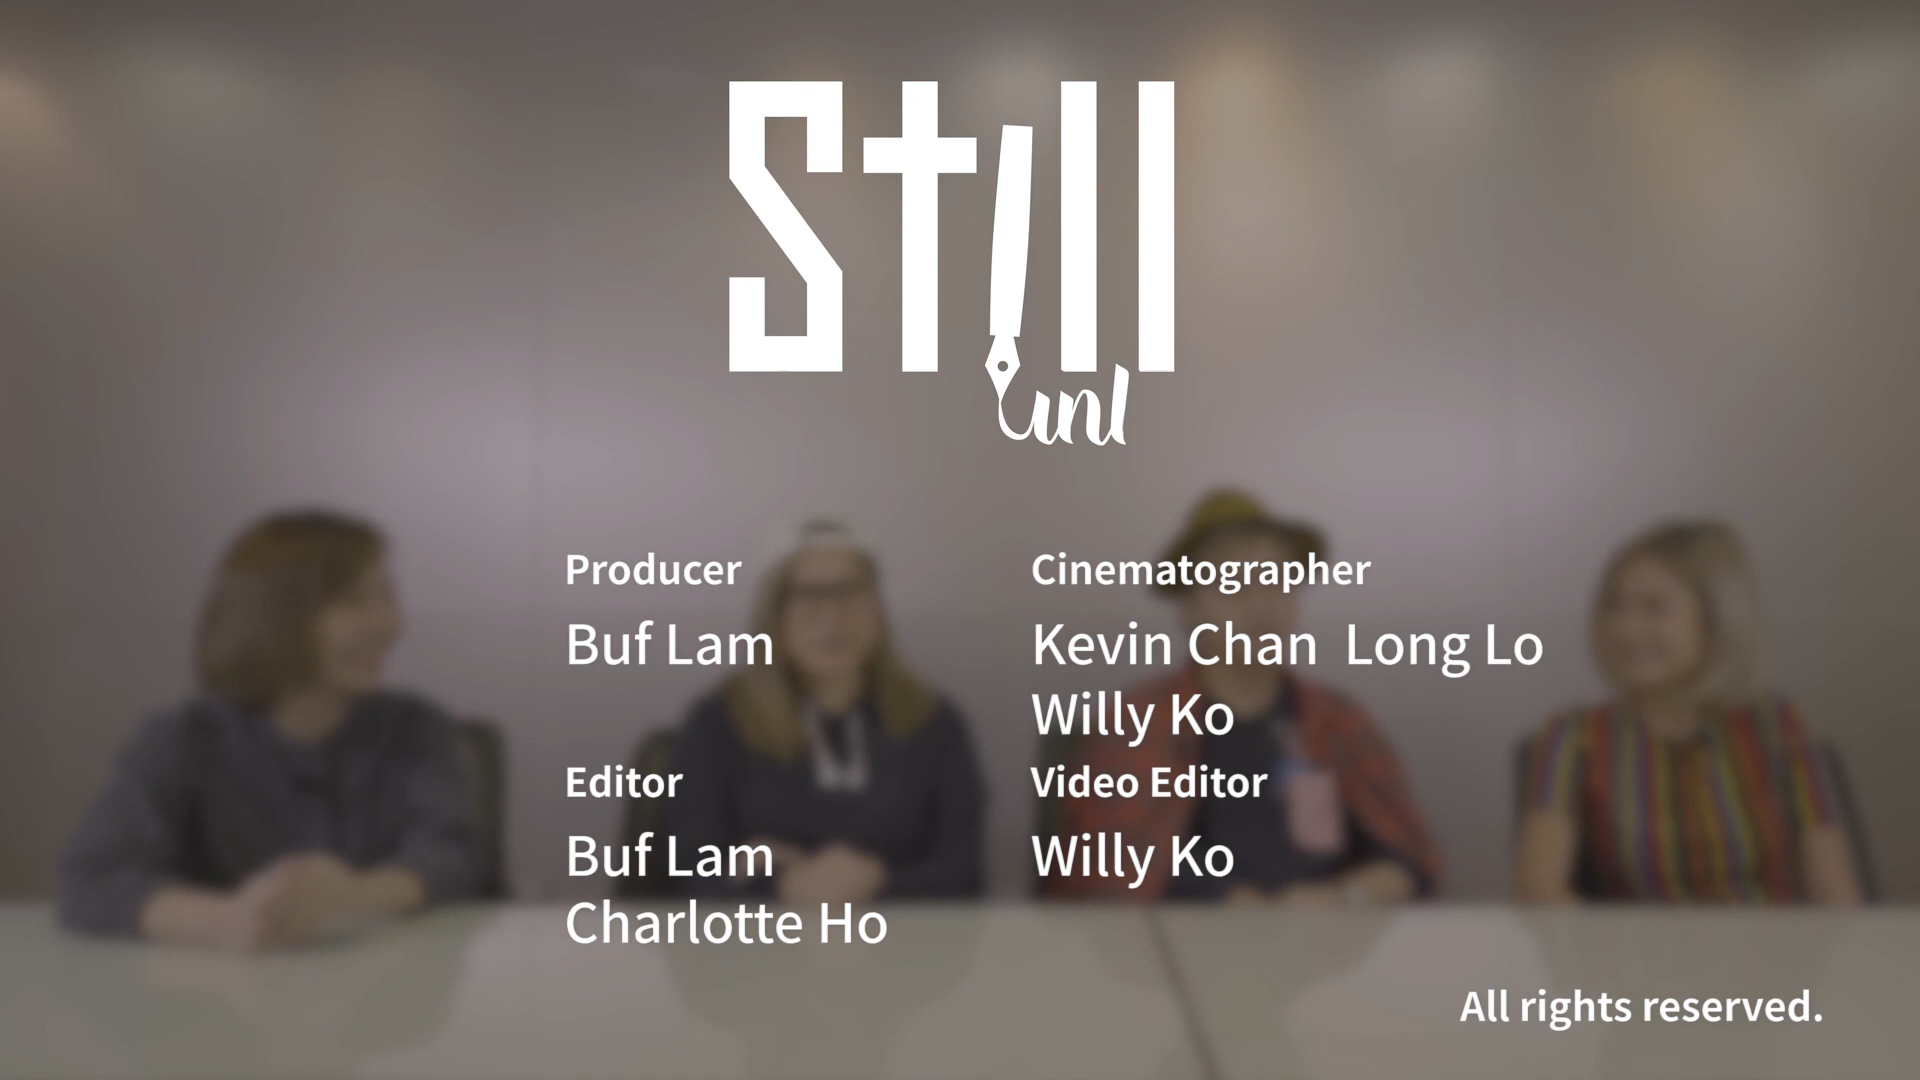 Still
Producer
Buf Lam
Cinematographer
Kevin Chan  Long Lo
Willy Ko
Editor
Buf Lam
Charlotte Ho
Video Editor
Willy Ko
All rights reserved.